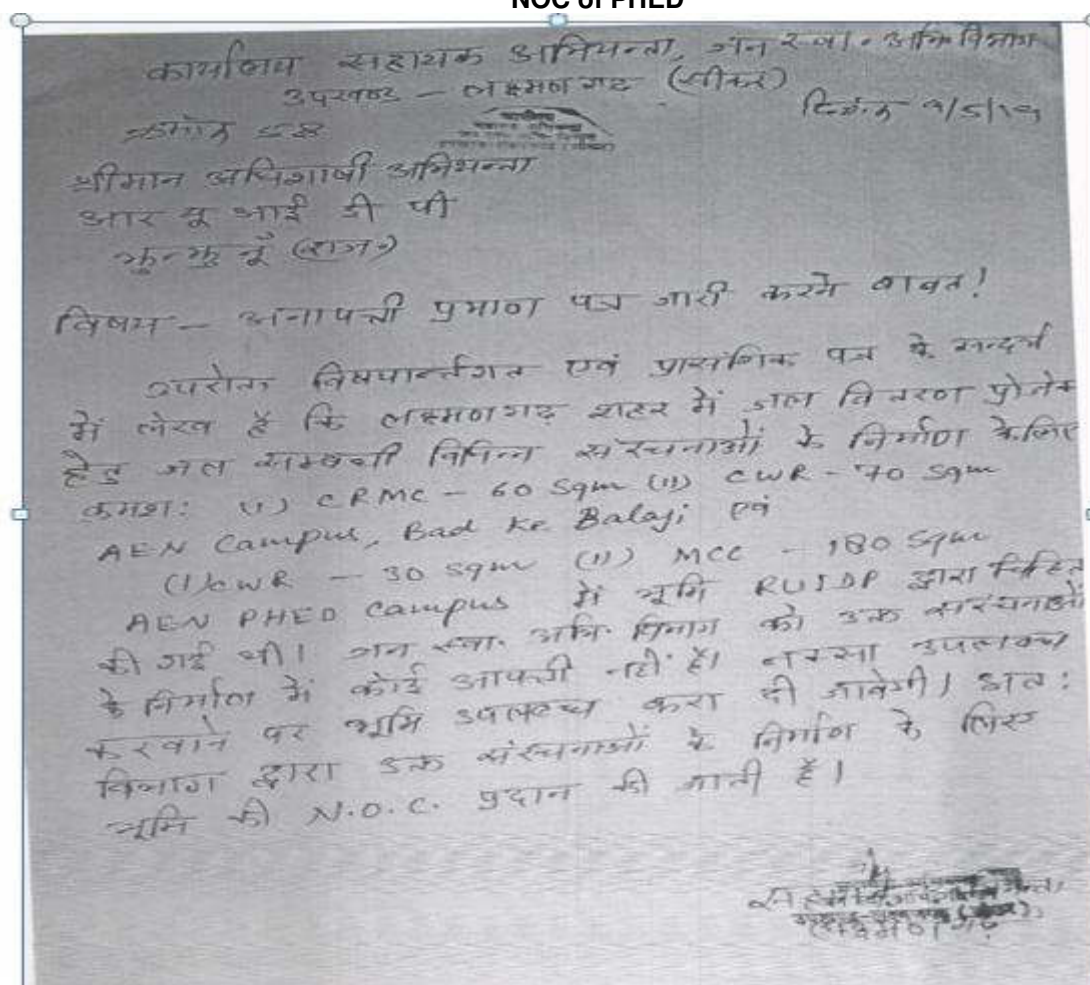 NOC of PHED
कार्यालय सहायक अभियन्ता, जन स्वा. अभि विभाग
उपखण्ड - लक्ष्मणगढ (सीकर)
क्रमांक दिनांक 9/5/19
श्रीमान अधिशाषी अभियन्ता
आर यू आई डी पी
झुन्झुनूँ (राज०)
विषय - अनापत्ती प्रमाण पत्र जारी करने बाबत!
उपरोक्त विषयान्तर्गत एवं प्रासंगिक पत्र के सन्दर्भ
में लेख है कि लक्ष्मणगढ़ शहर में जल वितरण प्रोजेक्ट
हेतु जल सम्बन्धी विभिन्न संरचनाओं के निर्माण के लिए
क्रमश: (I) CRMC - 60 Sqm (II) CWR - 70 Sqm
AEN Campus, Bad Ke Balaji एवं
(I) CWR - 30 sqm (II) MCC - 180 Sqm
AEN PHED Campus में भूमि RUIDP द्वारा चिन्हित
की गई थी। जन स्वा. अभि. विभाग को उक्त संरचनाओं
के निर्माण में कोई आपत्ती नहीं है। नक्सा उपलब्ध
करवाने पर भूमि उपलब्ध करा दी जावेगी। अत:
विभाग द्वारा उक्त संरचनाओं के निर्माण के लिए
भूमि की N.O.C. प्रदान की जाती है।